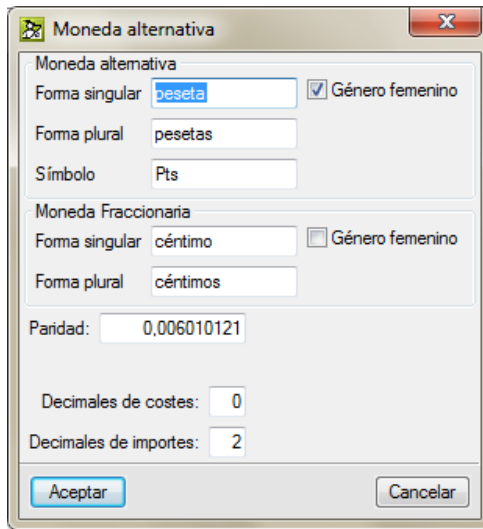 Moneda alternativa
Moneda alternativa
Forma singular peseta Género femenino
Forma plural pesetas
Símbolo Pts
Moneda Fraccionaria
Forma singular céntimo Género femenino
Forma plural céntimos
Paridad: 0,006010121
Decimales de costes: 0
Decimales de importes: 2
Aceptar Cancelar